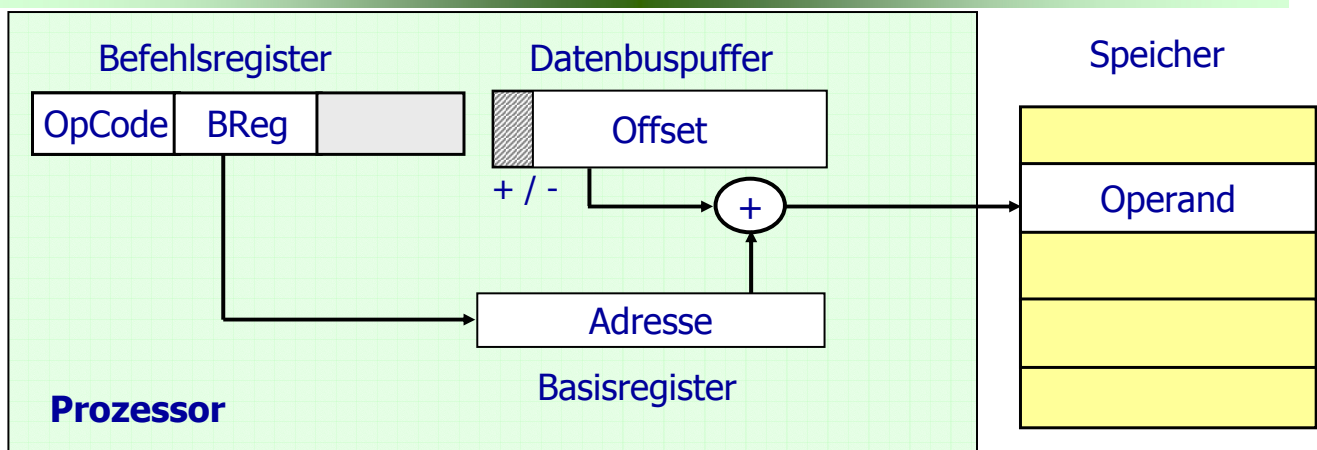 Befehlsregister
Datenbuspuffer
Speicher
OpCode
BReg
Offset
+ / -
+
Operand
Adresse
Basisregister
Prozessor